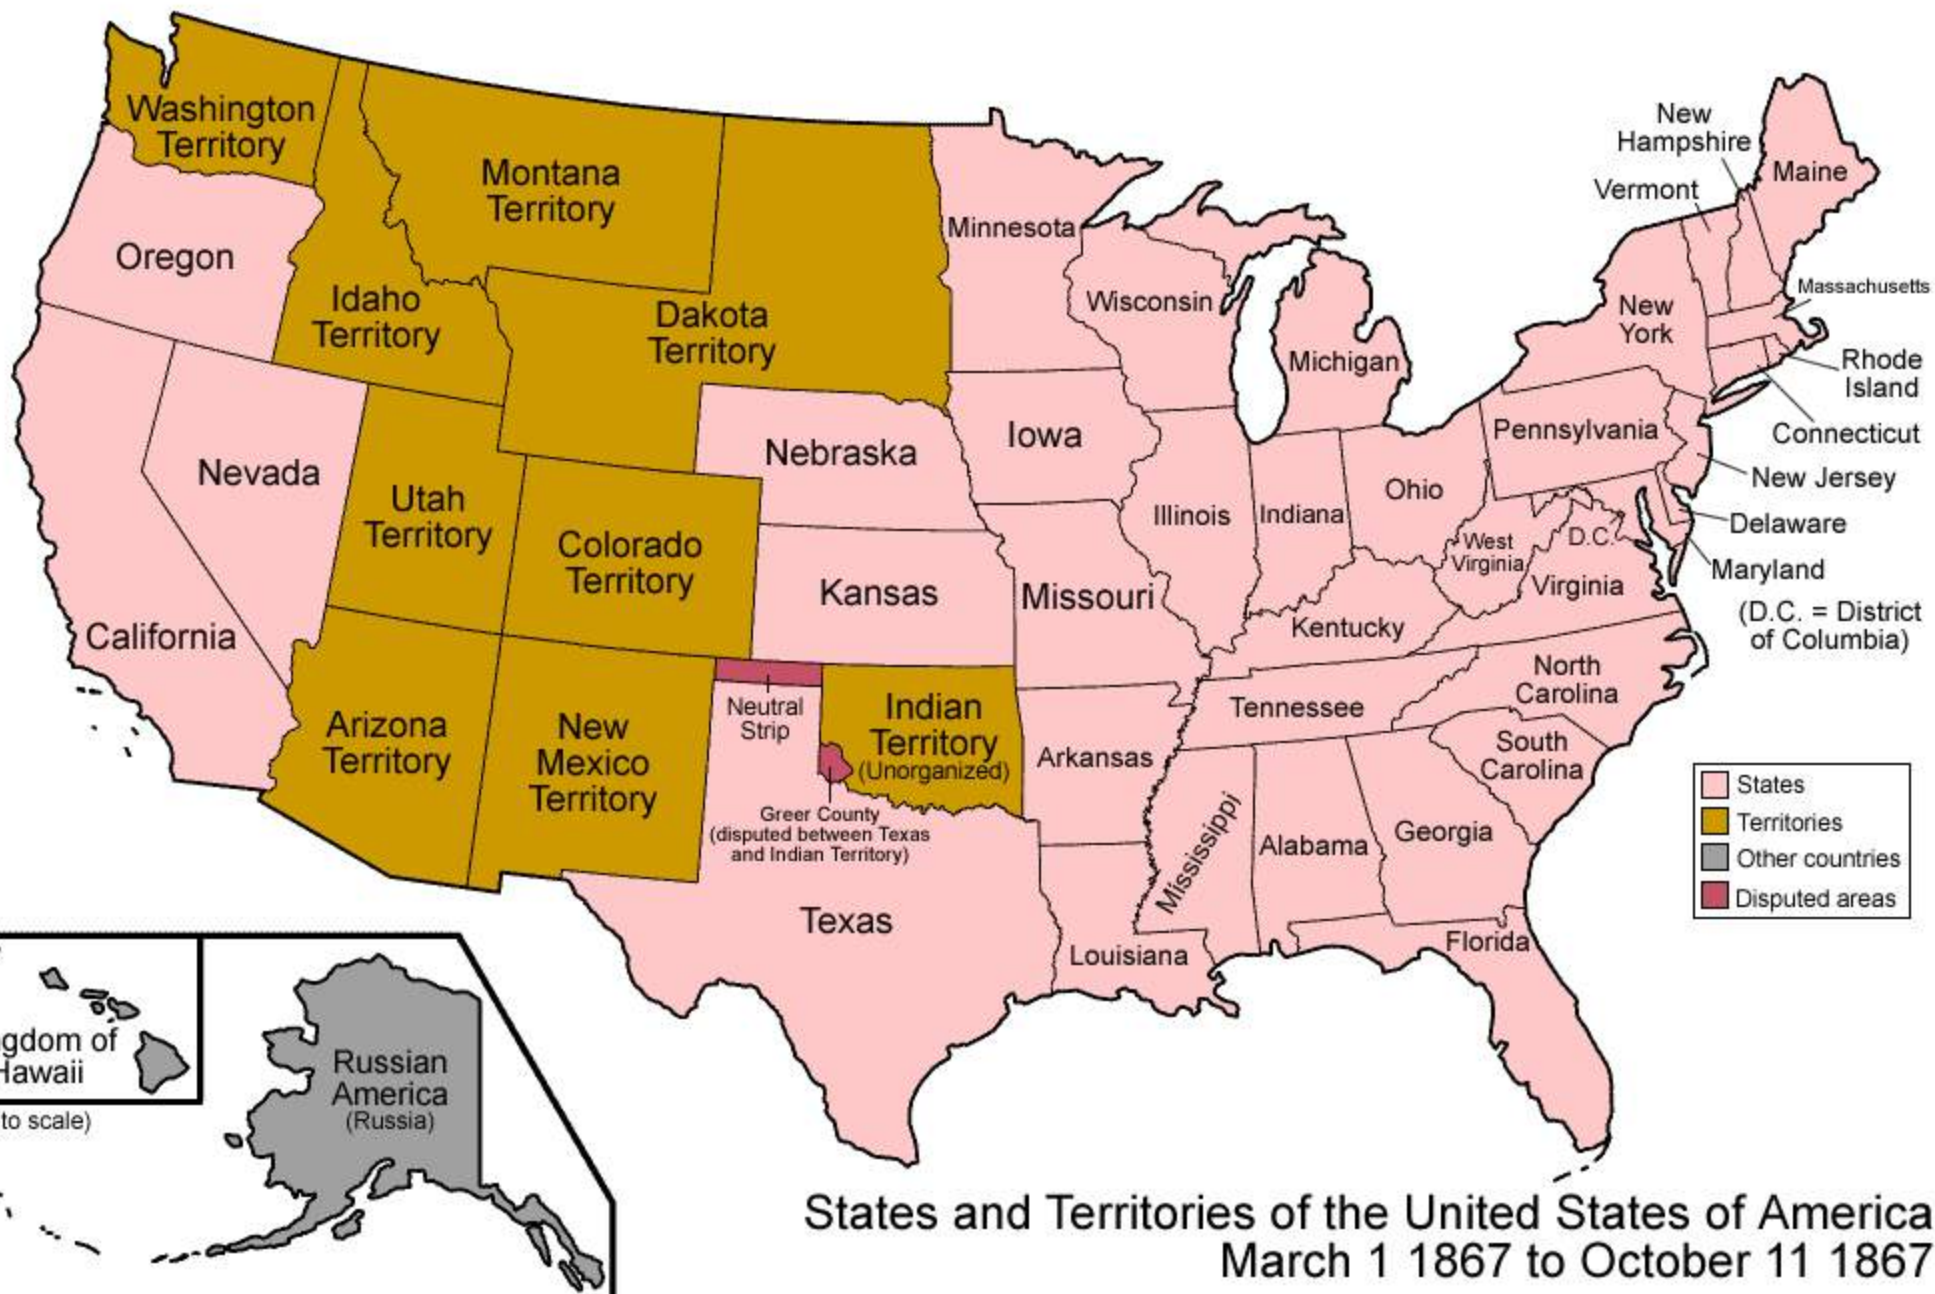 Washington
Territory
Montana
Territory
Oregon
Idaho
Territory
Dakota
Territory
Minnesota
Wisconsin
Michigan
New
Hampshire
Vermont
Maine
Massachusetts
New
York
Rhode
Island
Connecticut
Pennsylvania
New Jersey
Delaware
Maryland
(D.C. = District
of Columbia)
Nevada
Utah
Territory
Colorado
Territory
Nebraska
Iowa
Illinois
Indiana
Ohio
West
Virginia
D.C.
Virginia
California
Kansas
Missouri
Kentucky
Arizona
Territory
New
Mexico
Territory
Neutral
Strip
Indian
Territory
(Unorganized)
Greer County
(disputed between Texas
and Indian Territory)
Arkansas
Tennessee
North
Carolina
South
Carolina
Mississippi
Alabama
Georgia
Texas
Louisiana
Florida
States
Territories
Other countries
Disputed areas
gdom of
Hawaii
to scale)
Russian
America
(Russia)
States and Territories of the United States of America
March 1 1867 to October 11 1867